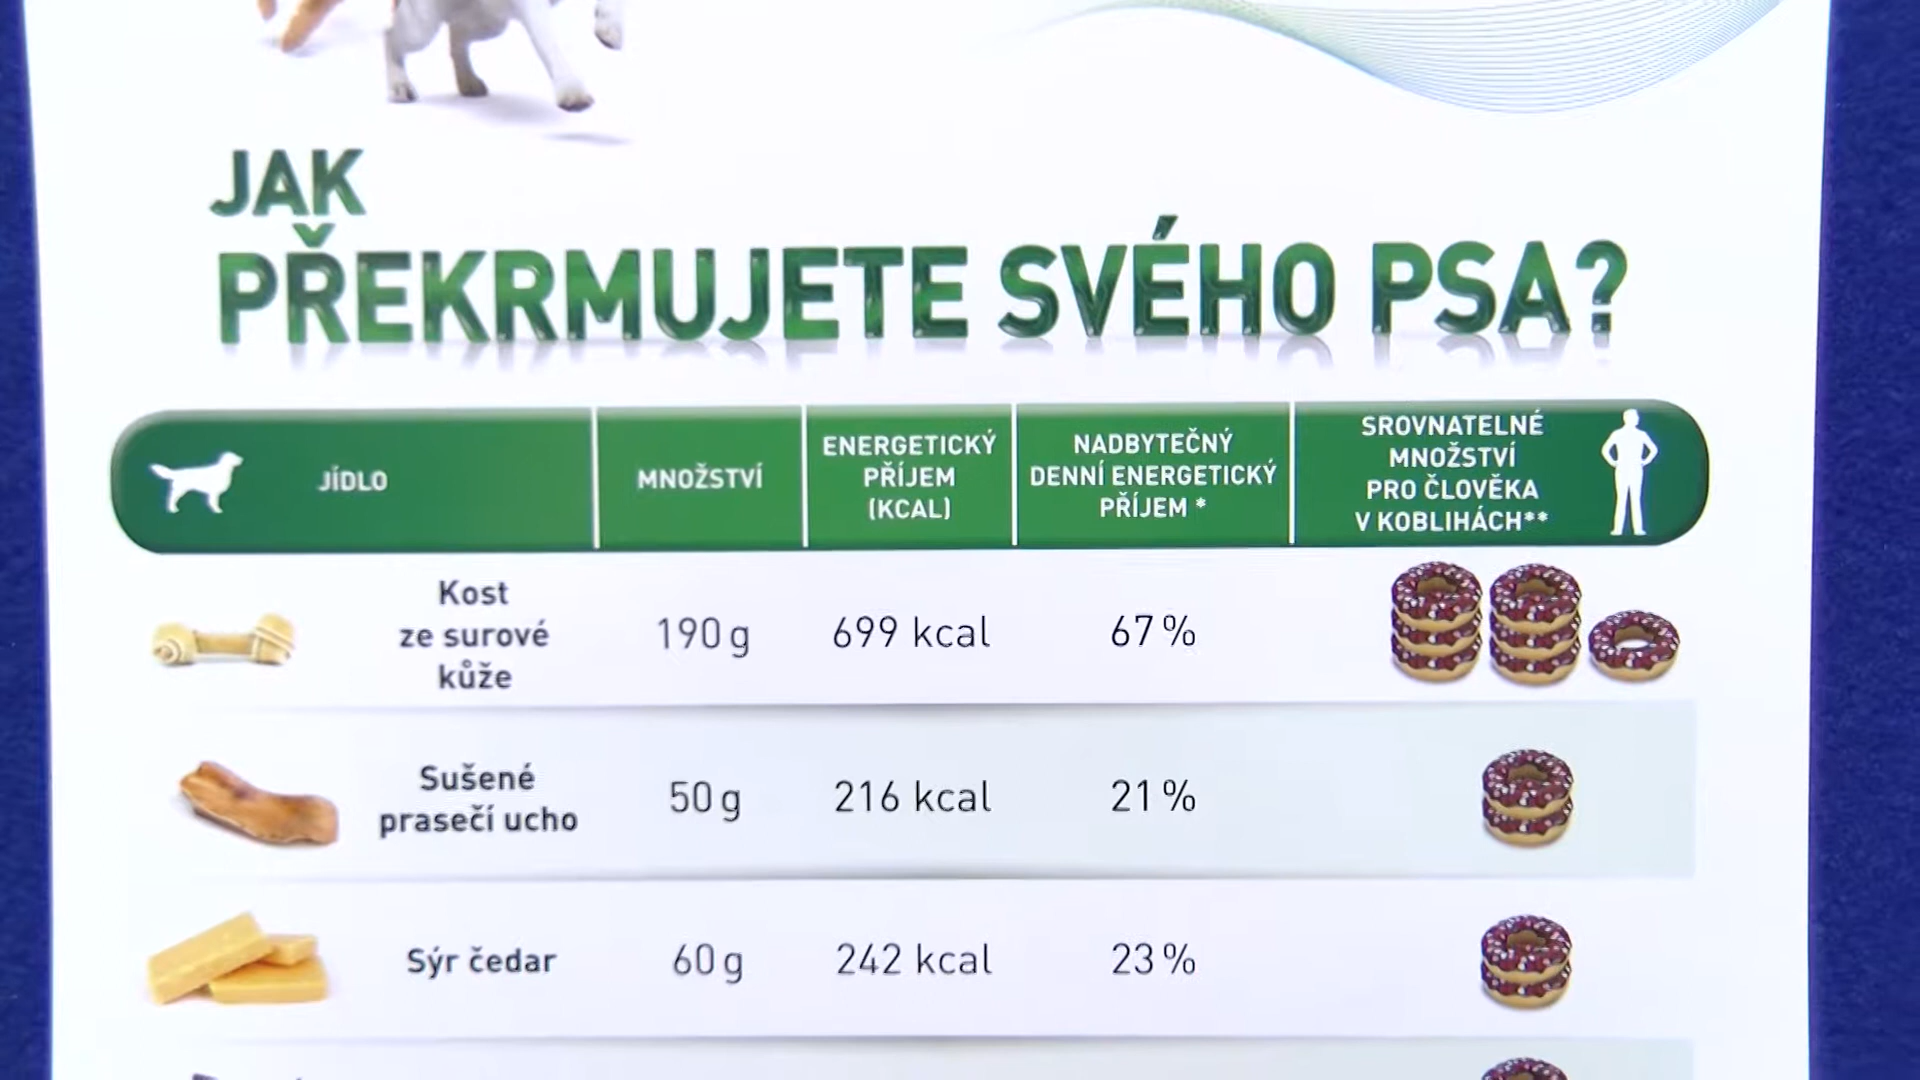 JAK
PŘEKRMUJETE SVÉHO PSA?
JÍDLO
MNOŽSTVÍ
ENERGETICKÝ
PŘÍJEM
(KCAL)
NADBYTEČNÝ
DENNÍ ENERGETICKÝ
PŘÍJEM *
SROVNATELNÉ
MNOŽSTVÍ
PRO ČLOVĚKA
V KOBLIHÁCH**
Kost
ze surové
kůže
190 g
699 kcal
67 %
Sušené
prasečí ucho
50 g
216 kcal
21 %
Sýr čedar
60 g
242 kcal
23 %